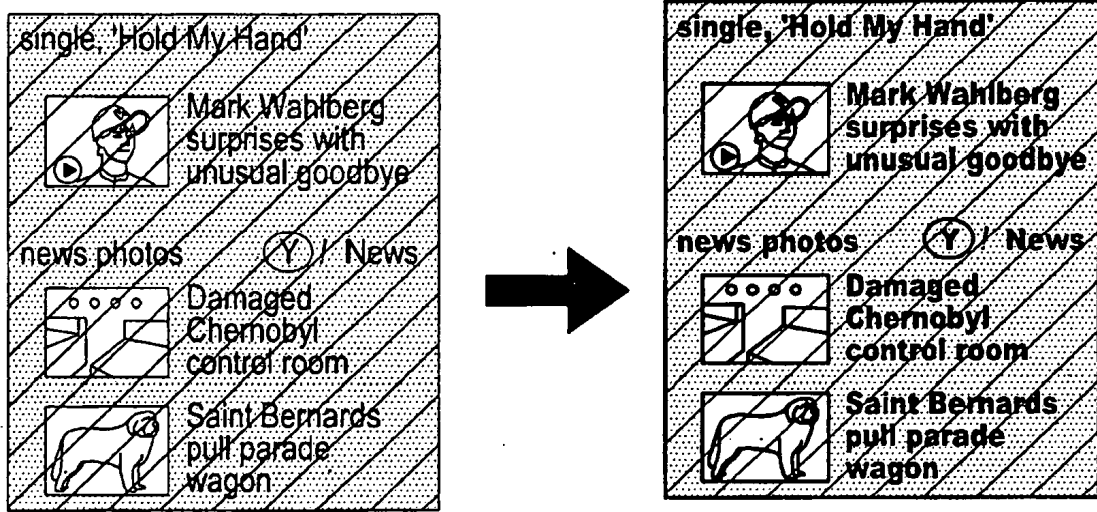 single, 'Hold My Hand'
Mark Wahlberg
surprises with
unusual goodbye
news photos Y / News
Damaged
Chernobyl
control room
Saint Bernards
pull parade
wagon
single, 'Hold My Hand'
Mark Wahlberg
surprises with
unusual goodbye
news photos Y / News
Damaged
Chernobyl
control room
Saint Bernards
pull parade
wagon